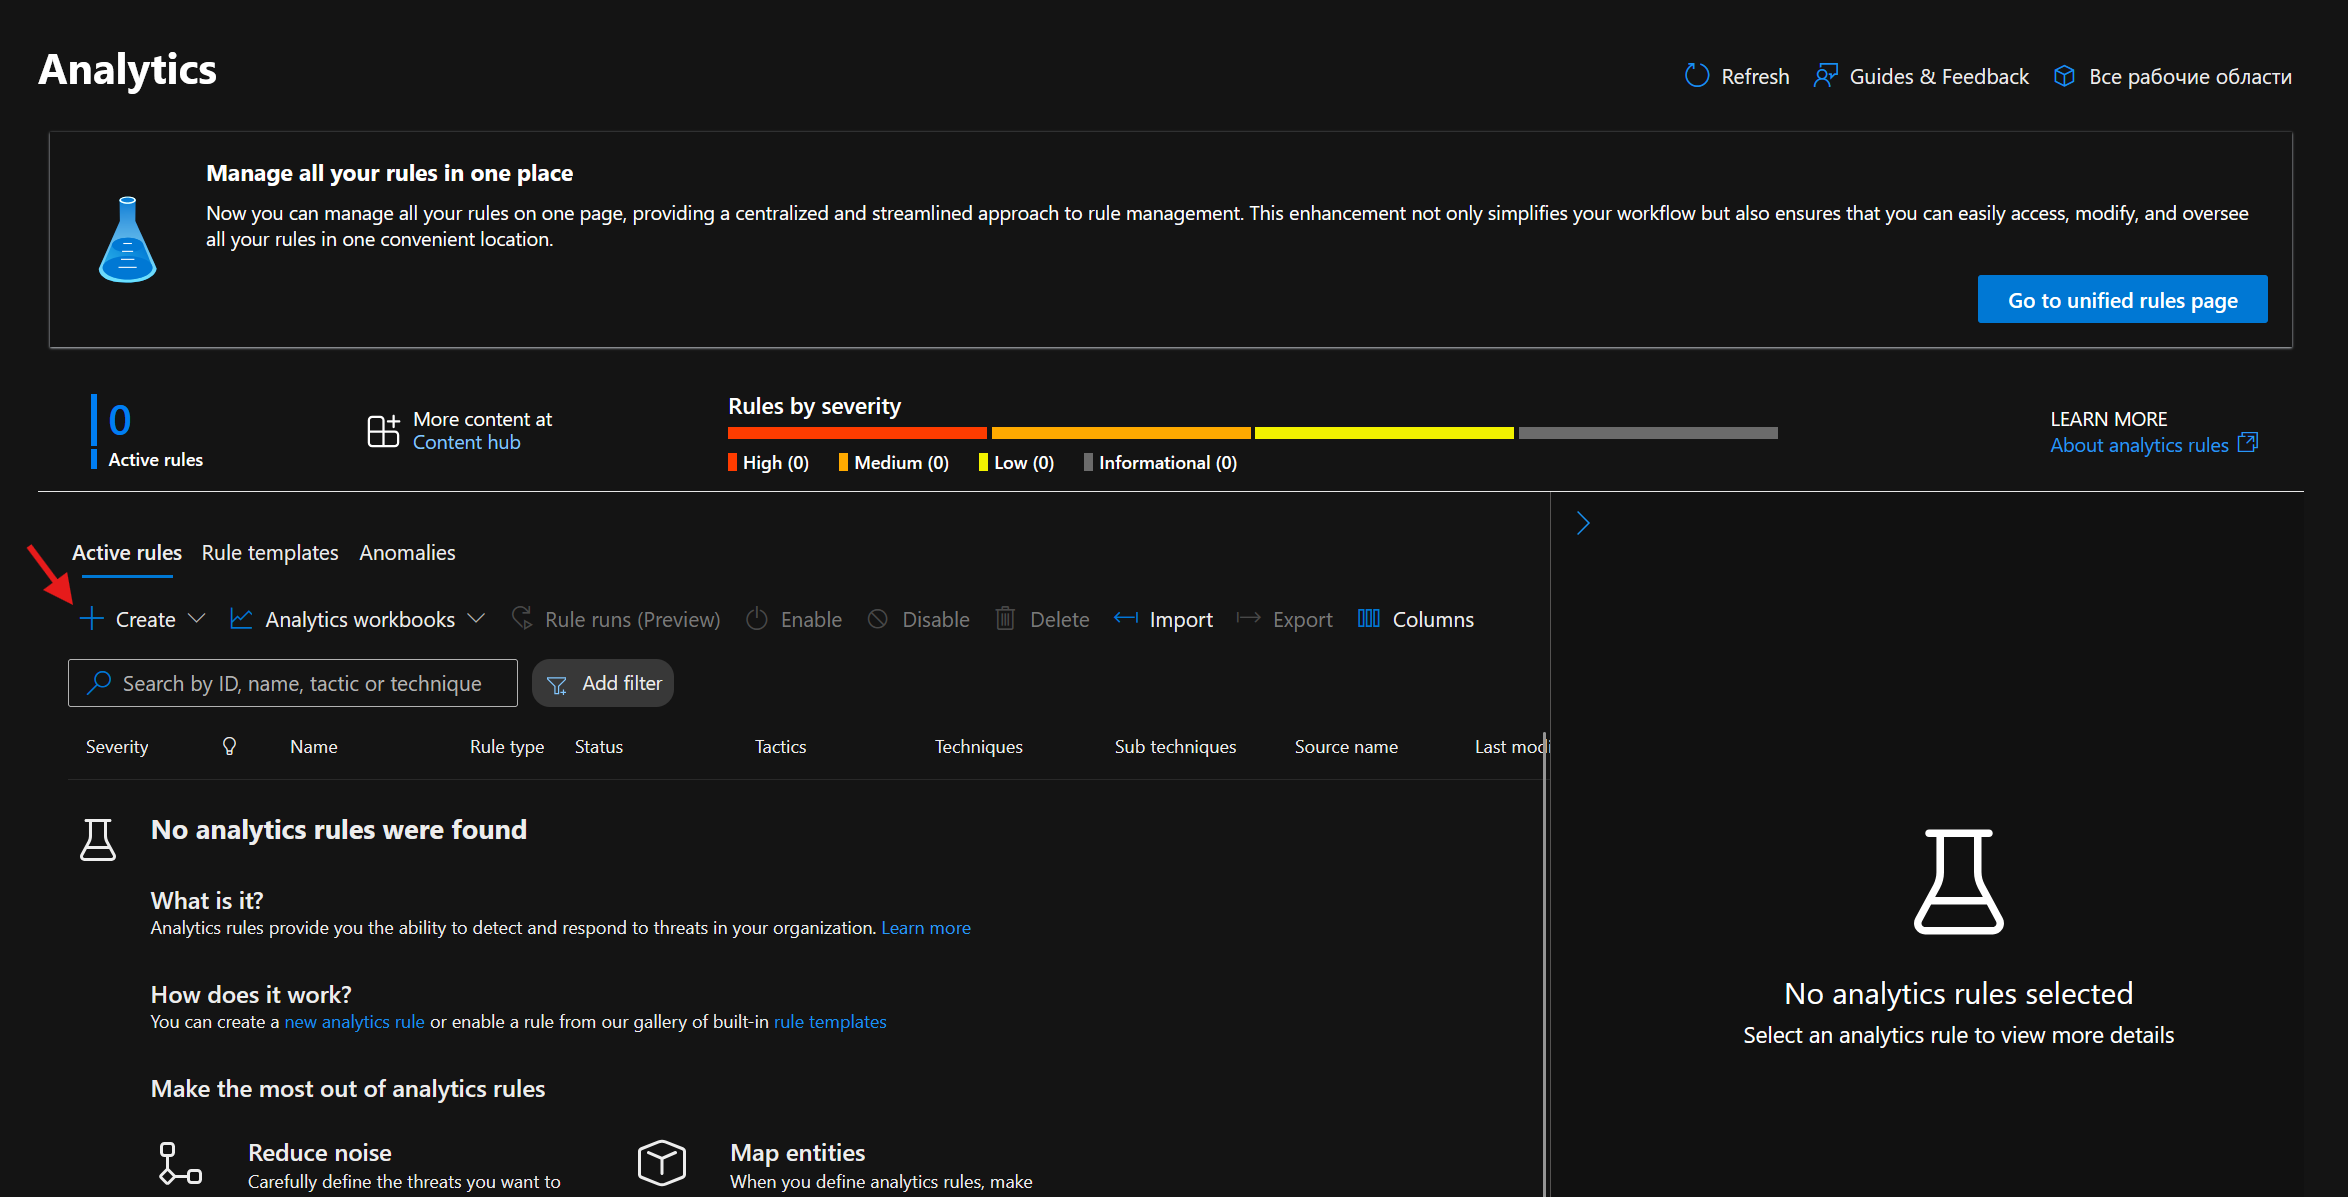 Analytics
Refresh
Guides & Feedback
Все рабочие области
Manage all your rules in one place
Now you can manage all your rules on one page, providing a centralized and streamlined approach to rule management. This enhancement not only simplifies your workflow but also ensures that you can easily access, modify, and oversee
all your rules in one convenient location.
Go to unified rules page
0
Active rules
More content at
Content hub
Rules by severity
High (0)
Medium (0)
Low (0)
Informational (0)
LEARN MORE
About analytics rules
Active rules
Rule templates
Anomalies
Create
Analytics workbooks
Rule runs (Preview)
Enable
Disable
Delete
Import
Export
Columns
Search by ID, name, tactic or technique
Add filter
Severity
Name
Rule type
Status
Tactics
Techniques
Sub techniques
Source name
Last modi
No analytics rules were found
What is it?
Analytics rules provide you the ability to detect and respond to threats in your organization. Learn more
How does it work?
You can create a new analytics rule or enable a rule from our gallery of built-in rule templates
Make the most out of analytics rules
Reduce noise
Carefully define the threats you want to
Map entities
When you define analytics rules, make
No analytics rules selected
Select an analytics rule to view more details